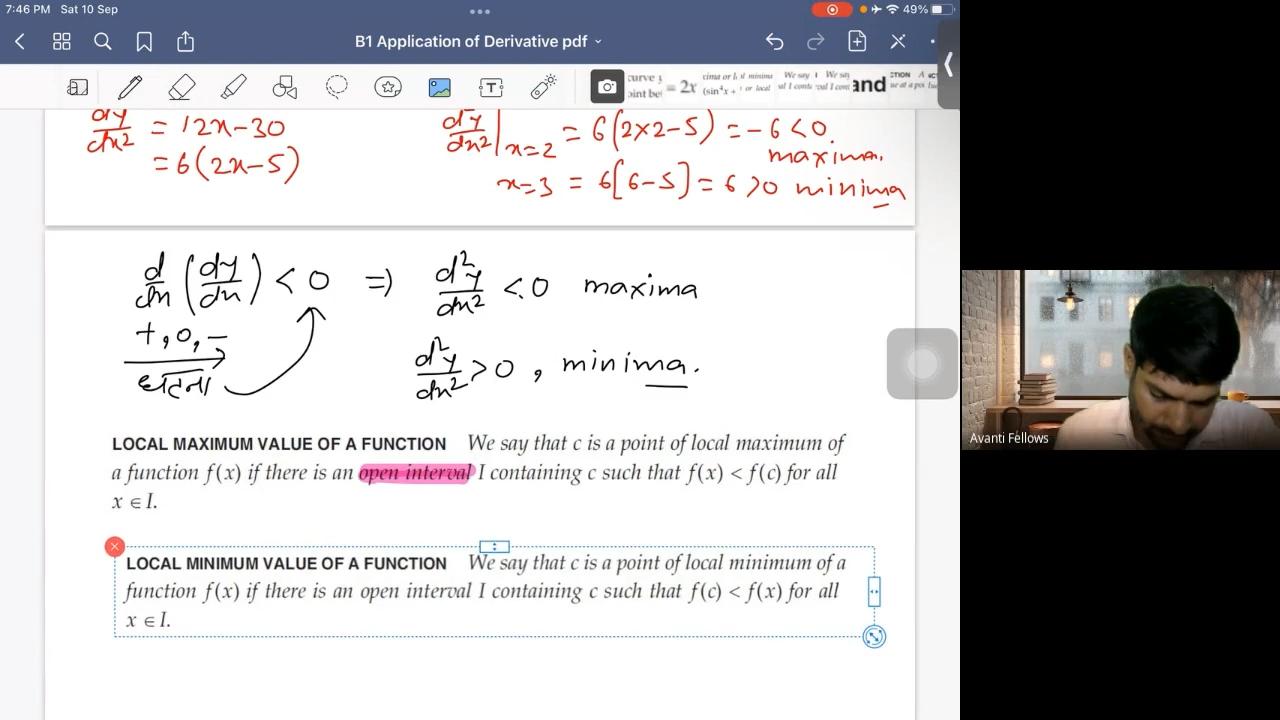 7:46 PM Sat 10 Sep
49%
B1 Application of Derivative pdf
= 2x
and
dy/dx² = 12x-30
= 6(2x-5)
dy/dx²|x=2 = 6(2×2-5) = -6 < 0
maxima.
x=3 = 6[6-5] = 6 > 0 minima
d/dx (dy/dx) < 0 ⇒ d²y/dx² < 0 maxima
+, 0, -
घटना
d²y/dx² > 0, minima.
LOCAL MAXIMUM VALUE OF A FUNCTION We say that c is a point of local maximum of
a function f(x) if there is an open interval I containing c such that f(x) < f(c) for all
x ∈ I.
LOCAL MINIMUM VALUE OF A FUNCTION We say that c is a point of local minimum of a
function f(x) if there is an open interval I containing c such that f(c) < f(x) for all
x ∈ I.
Avanti Fellows